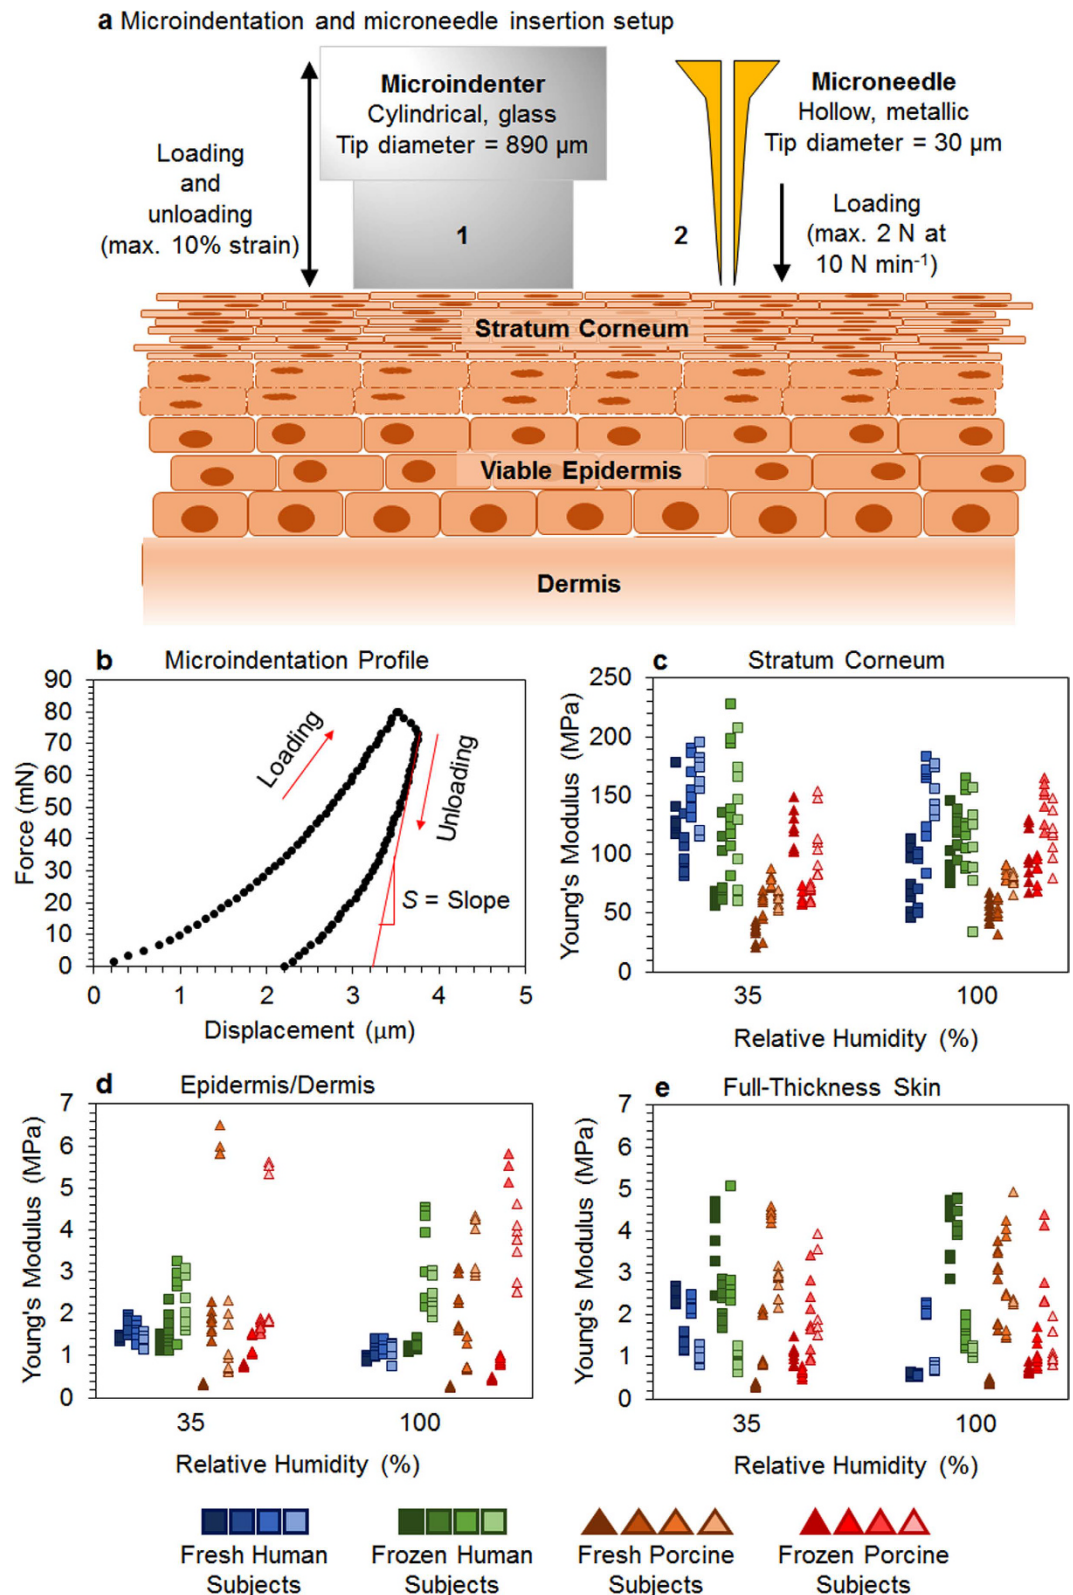 a Microindentation and microneedle insertion setup
Microindenter
Cylindrical, glass
Tip diameter = 890 µm
Loading
and
unloading
(max. 10% strain)
1
2
Microneedle
Hollow, metallic
Tip diameter = 30 µm
Loading
(max. 2 N at
10 N min⁻¹)
Stratum Corneum
Viable Epidermis
Dermis
b Microindentation Profile
Force (mN)
90
80
70
60
50
40
30
20
10
0
Loading
Unloading
S = Slope
0 1 2 3 4 5
Displacement (µm)
c Stratum Corneum
Young's Modulus (MPa)
250
200
150
100
50
0
35 100
Relative Humidity (%)
d Epidermis/Dermis
Young's Modulus (MPa)
7
6
5
4
3
2
1
0
35 100
Relative Humidity (%)
e Full-Thickness Skin
Young's Modulus (MPa)
7
6
5
4
3
2
1
0
35 100
Relative Humidity (%)
Fresh Human
Subjects
Frozen Human
Subjects
Fresh Porcine
Subjects
Frozen Porcine
Subjects